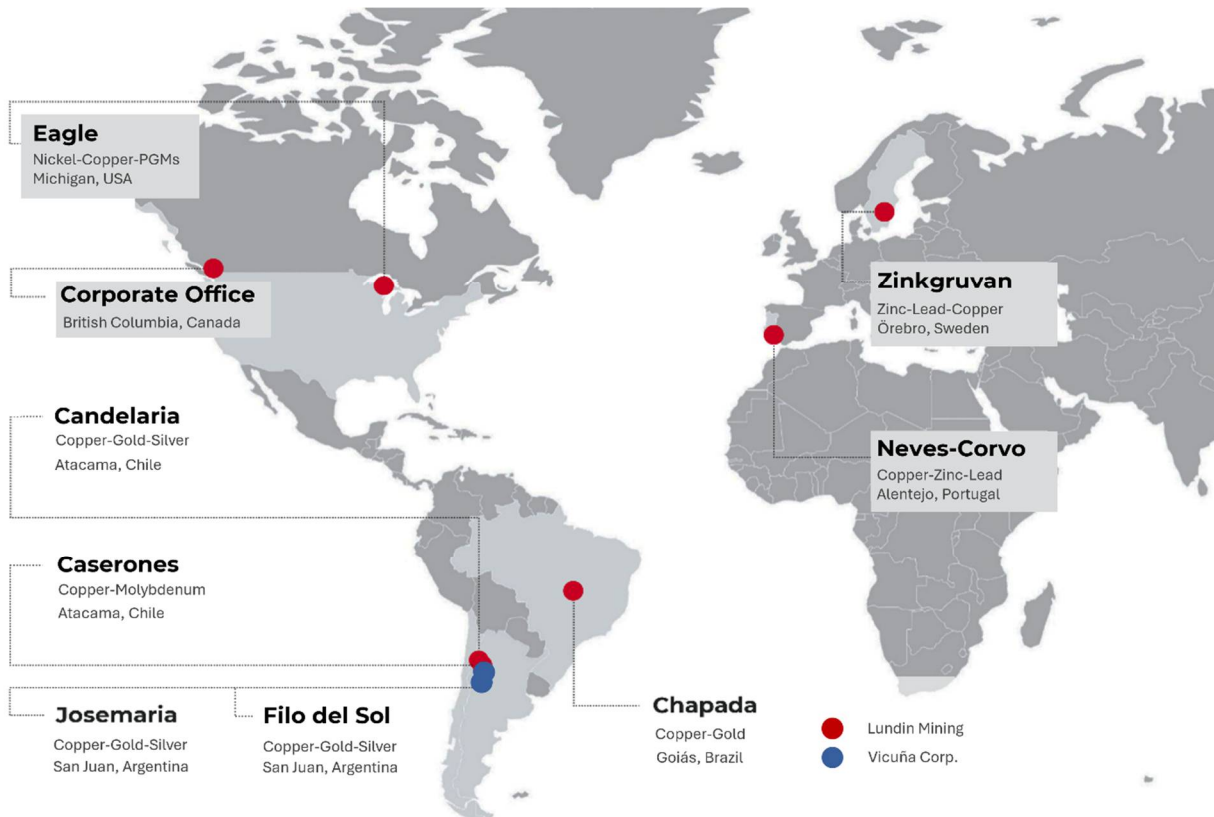 Eagle
Nickel-Copper-PGMs
Michigan, USA
Corporate Office
British Columbia, Canada
Candelaria
Copper-Gold-Silver
Atacama, Chile
Caserones
Copper-Molybdenum
Atacama, Chile
Josemaria
Copper-Gold-Silver
San Juan, Argentina
Filo del Sol
Copper-Gold-Silver
San Juan, Argentina
Chapada
Copper-Gold
Goiás, Brazil
Zinkgruvan
Zinc-Lead-Copper
Örebro, Sweden
Neves-Corvo
Copper-Zinc-Lead
Alentejo, Portugal
Lundin Mining
Vicuña Corp.